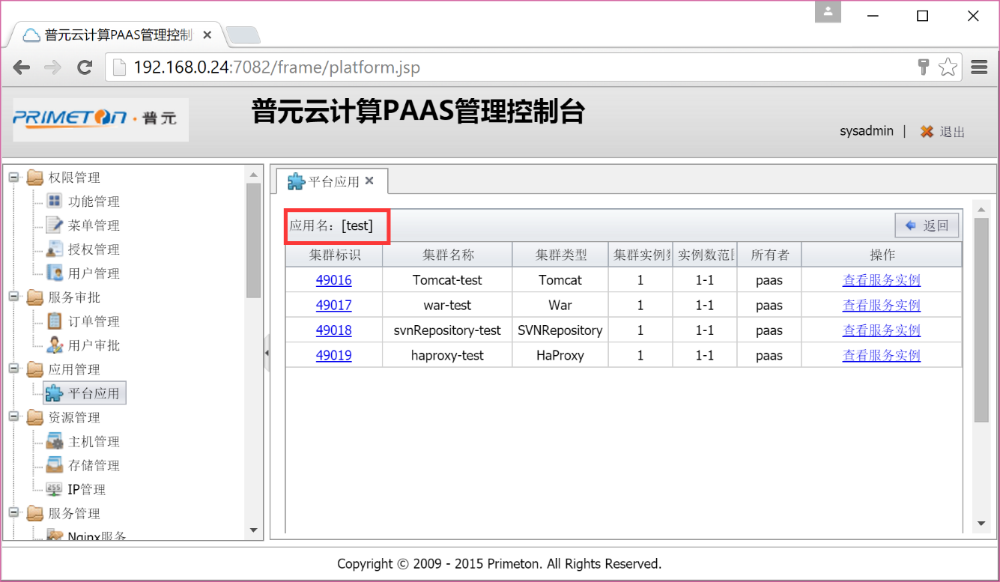 普元云计算PAAS管理控制
192.168.0.24:7082/frame/platform.jsp
PRIMETON·普元
普元云计算PAAS管理控制台
sysadmin | 退出
权限管理
功能管理
菜单管理
授权管理
用户管理
服务审批
订单管理
用户审批
应用管理
平台应用
资源管理
主机管理
存储管理
255 IP管理
服务管理
Nginx服务
平台应用
应用名：[test]
返回
集群标识 集群名称 集群类型 集群实例 实例数范 所有者 操作
49016 Tomcat-test Tomcat 1 1-1 paas 查看服务实例
49017 war-test War 1 1-1 paas 查看服务实例
49018 svnRepository-test SVNRepository 1 1-1 paas 查看服务实例
49019 haproxy-test HaProxy 1 1-1 paas 查看服务实例
Copyright © 2009 - 2015 Primeton. All Rights Reserved.